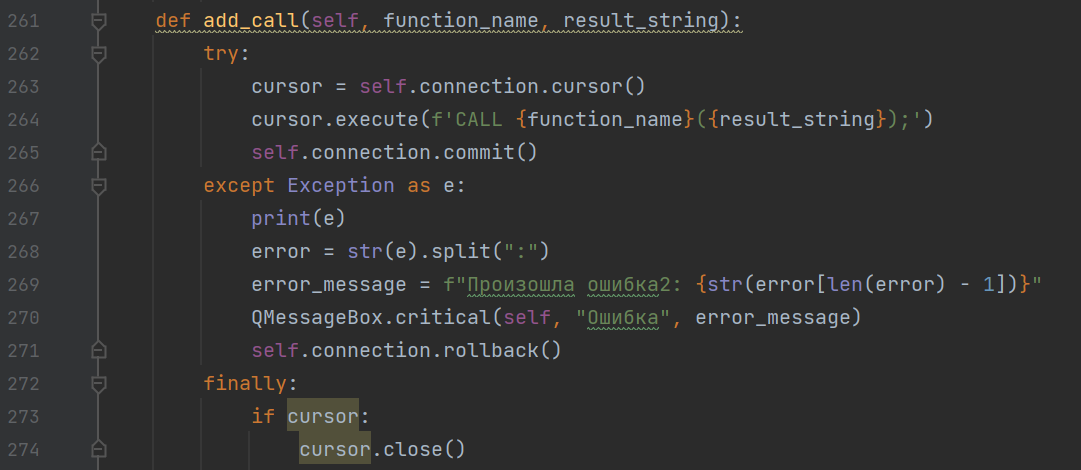 261 def add_call(self, function_name, result_string):
262 try:
263 cursor = self.connection.cursor()
264 cursor.execute(f'CALL {function_name}({result_string});')
265 self.connection.commit()
266 except Exception as e:
267 print(e)
268 error = str(e).split(":")
269 error_message = f"Произошла ошибка2: {str(error[len(error) - 1])}"
270 QMessageBox.critical(self, "Ошибка", error_message)
271 self.connection.rollback()
272 finally:
273 if cursor:
274 cursor.close()